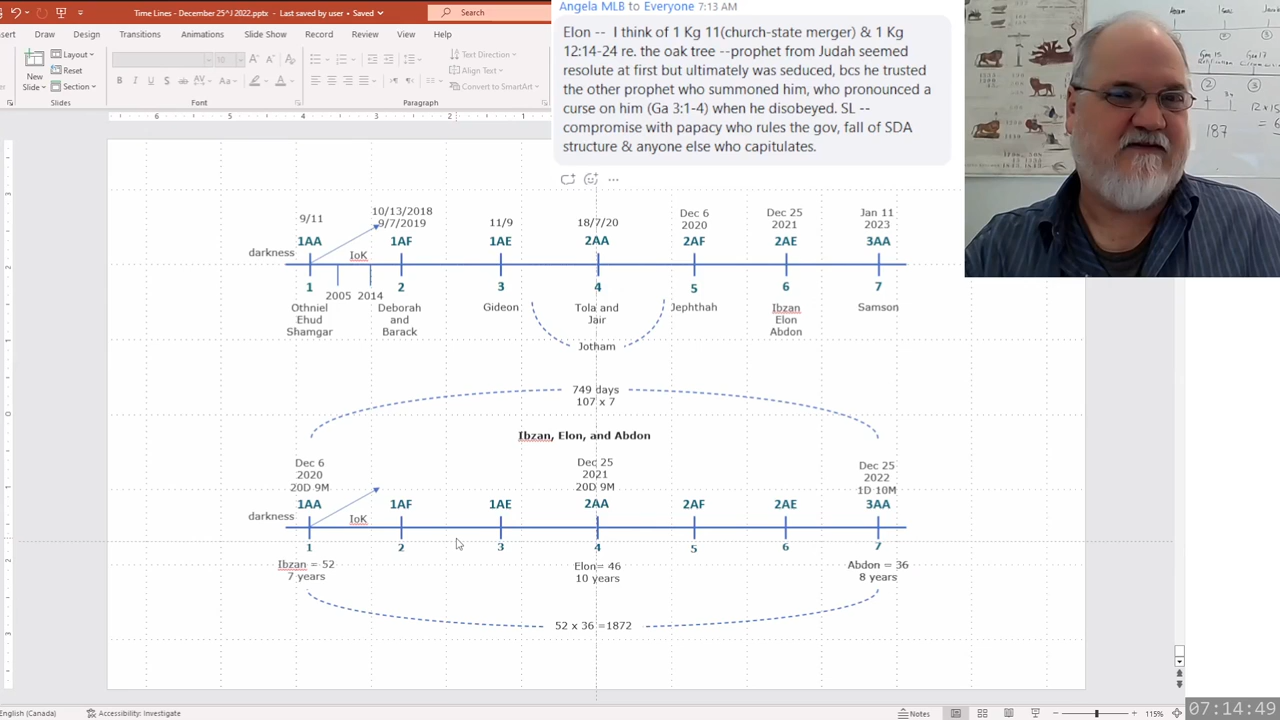 Time Lines - December 25^J 2022.pptx • Last saved by user • Saved
Search
Angela MLB to Everyone 7:13 AM
Elon -- I think of 1 Kg 11(church-state merger) & 1 Kg
12:14-24 re. the oak tree --prophet from Judah seemed
resolute at first but ultimately was seduced, bcs he trusted
the other prophet who summoned him, who pronounced a
curse on him (Ga 3:1-4) when he disobeyed. SL --
compromise with papacy who rules the gov, fall of SDA
structure & anyone else who capitulates.
Draw Design Transitions Animations Slide Show Record Review View Help
New
Slides
Layout
Reset
Section
Text Direction
Align Text
Convert to SmartArt
Slides Font Paragraph
9/11
10/13/2018
9/7/2019
11/9
18/7/20
Dec 6
2020
Dec 25
2021
Jan 11
2023
1AA 1AF 1AE 2AA 2AF 2AE 3AA
darkness
IoK
2005 2014
1 2 3 4 5 6 7
Othniel
Ehud
Shamgar
Deborah
and
Barack
Gideon
Tola and
Jair
Jotham
Jephthah
Ibzan
Elon
Abdon
Samson
749 days
107 x 7
Ibzan, Elon, and Abdon
Dec 6
2020
20D 9M
Dec 25
2021
20D 9M
Dec 25
2022
1D 10M
1AA 1AF 1AE 2AA 2AF 2AE 3AA
darkness
IoK
1 2 3 4 5 6 7
Ibzan = 52
7 years
Elon= 46
10 years
Abdon = 36
8 years
52 x 36 =1872
English (Canada) Accessibility: Investigate
Notes
115%
07:14:49
187